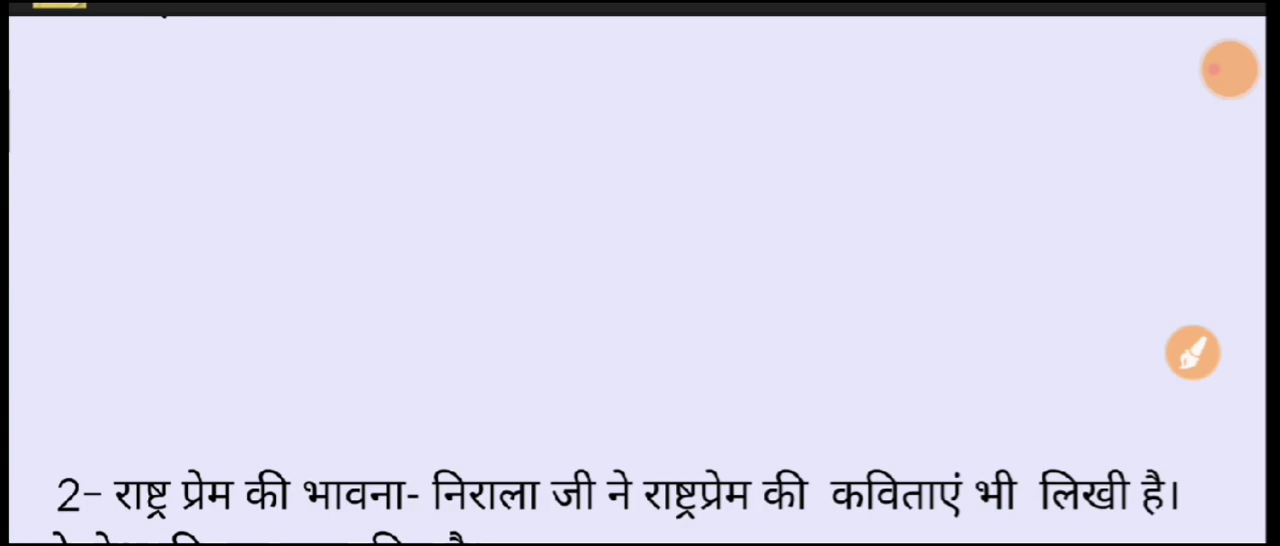 2- राष्ट्र प्रेम की भावना- निराला जी ने राष्ट्रप्रेम की कविताएं भी लिखी है।